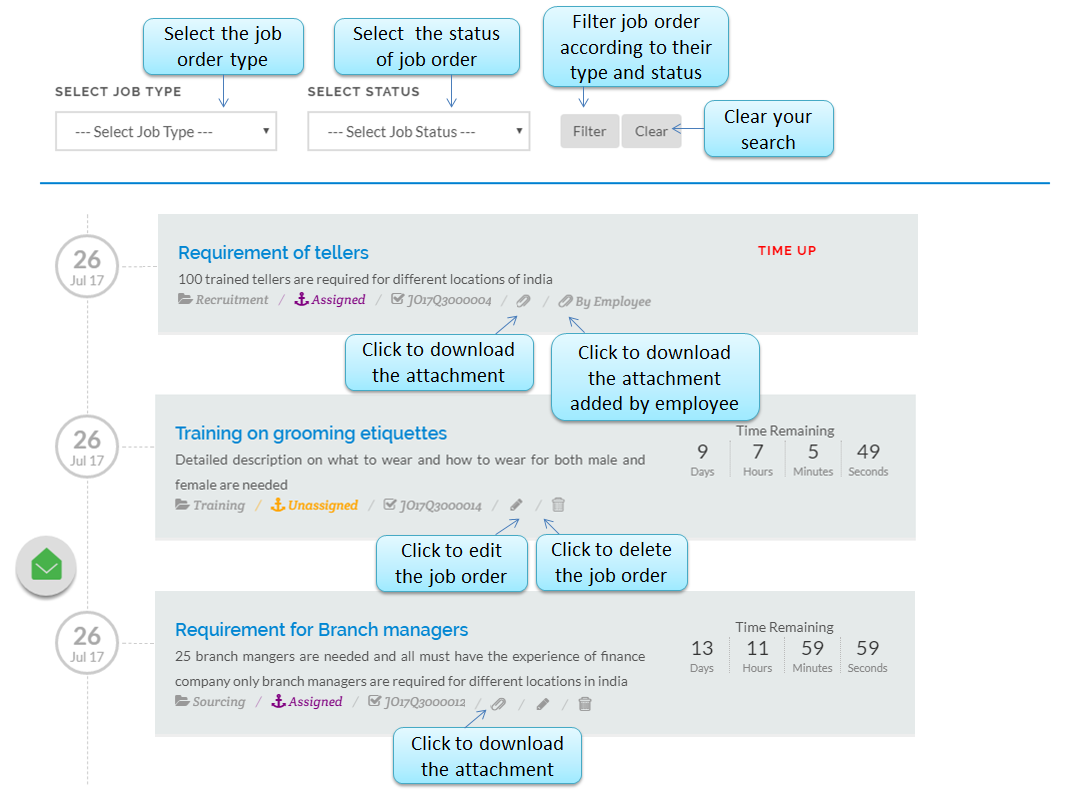 Select the job
order type
Select  the status
of job order
Filter job order
according to their
type and status
SELECT JOB TYPE
SELECT STATUS
--- Select Job Type ---
--- Select Job Status ---
Filter
Clear
Clear your
search
26
Jul 17
Requirement of tellers
TIME UP
100 trained tellers are required for different locations of india
Recruitment / Assigned / JO17Q3000004 / / By Employee
Click to download
the attachment
Click to download
the attachment
added by employee
26
Jul 17
Training on grooming etiquettes
Detailed description on what to wear and how to wear for both male and
female are needed
Training / Unassigned / JO17Q3000014 / /
Time Remaining
9 7 5 49
Days Hours Minutes Seconds
Click to edit
the job order
Click to delete
the job order
26
Jul 17
Requirement for Branch managers
25 branch mangers are needed and all must have the experience of finance
company only branch managers are required for different locations in india
Sourcing / Assigned / JO17Q3000012 / / /
Time Remaining
13 11 59 59
Days Hours Minutes Seconds
Click to download
the attachment